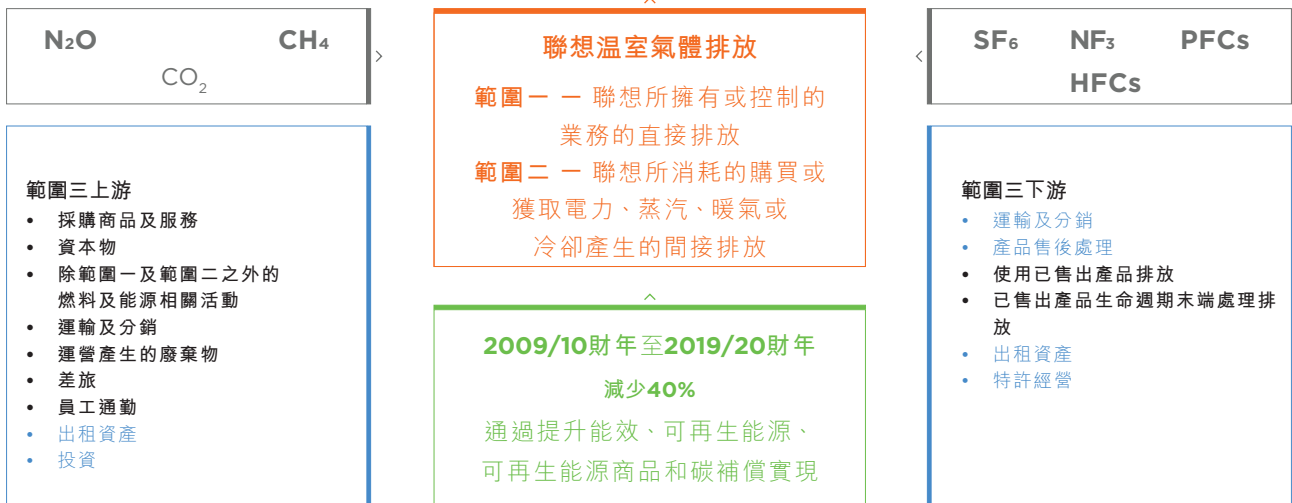 N₂O CH₄
CO₂
聯想温室氣體排放
範圍一 — 聯想所擁有或控制的
業務的直接排放
範圍二 — 聯想所消耗的購買或
獲取電力、蒸汽、暖氣或
冷卻產生的間接排放
SF₆ NF₃ PFCs
HFCs
範圍三上游
• 採購商品及服務
• 資本物
• 除範圍一及範圍二之外的
燃料及能源相關活動
• 運輸及分銷
• 運營產生的廢棄物
• 差旅
• 員工通勤
• 出租資產
• 投資
2009/10財年至2019/20財年
減少40%
通過提升能效、可再生能源、
可再生能源商品和碳補償實現
範圍三下游
• 運輸及分銷
• 產品售後處理
• 使用已售出產品排放
• 已售出產品生命週期末端處理排
放
• 出租資產
• 特許經營